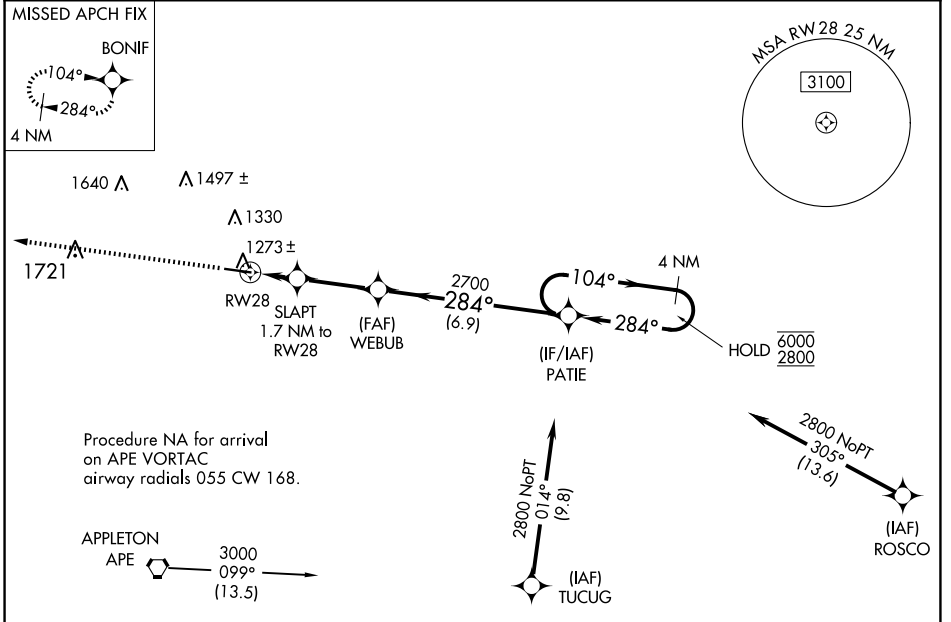 MISSED APCH FIX
BONIF
104°
284°
4 NM
MSA RW 28 25 NM
3100
1640
1497 ±
1330
1273 ±
1721
RW28
SLAPT
1.7 NM to
RW28
(FAF)
WEBUB
2700
284°
(6.9)
104°
4 NM
284°
(IF/IAF)
PATIE
HOLD
6000
2800
2800 NoPT
305°
(13.6)
(IAF)
ROSCO
2800 NoPT
014°
(9.8)
(IAF)
TUCUG
Procedure NA for arrival
on APE VORTAC
airway radials 055 CW 168.
APPLETON
APE
3000
099°
(13.5)